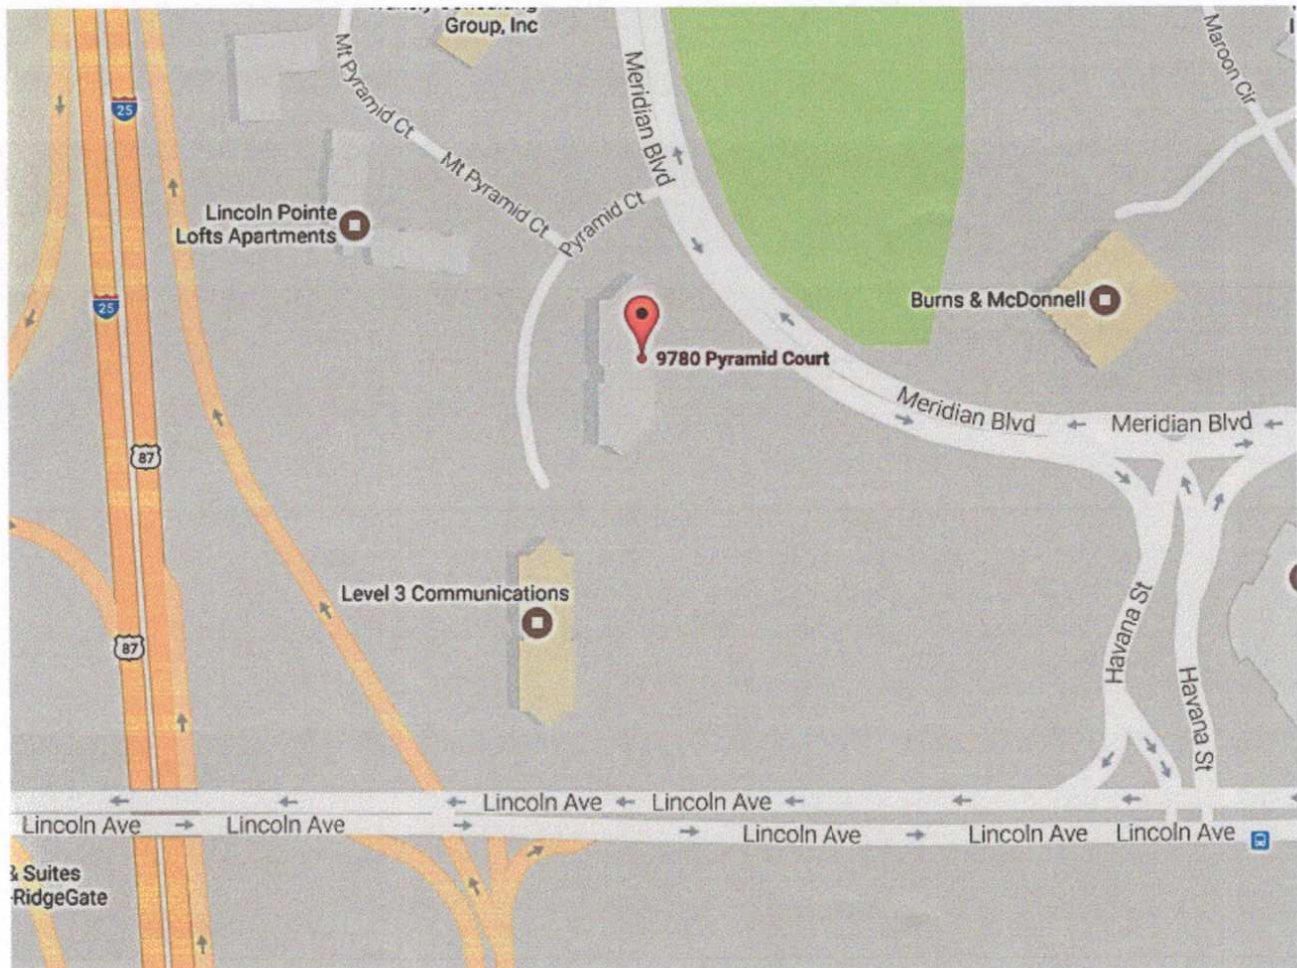 Group, Inc
Maroon Cir
25
Mt Pyramid Ct
Meridian Blvd
Mt Pyramid Ct
Pyramid Ct
Lincoln Pointe
Lofts Apartments
25
Burns & McDonnell
9780 Pyramid Court
Meridian Blvd
Meridian Blvd
87
Level 3 Communications
87
Havana St
Havana St
Lincoln Ave
Lincoln Ave
Lincoln Ave
Lincoln Ave
Lincoln Ave
Lincoln Ave
Lincoln Ave
& Suites
-RidgeGate